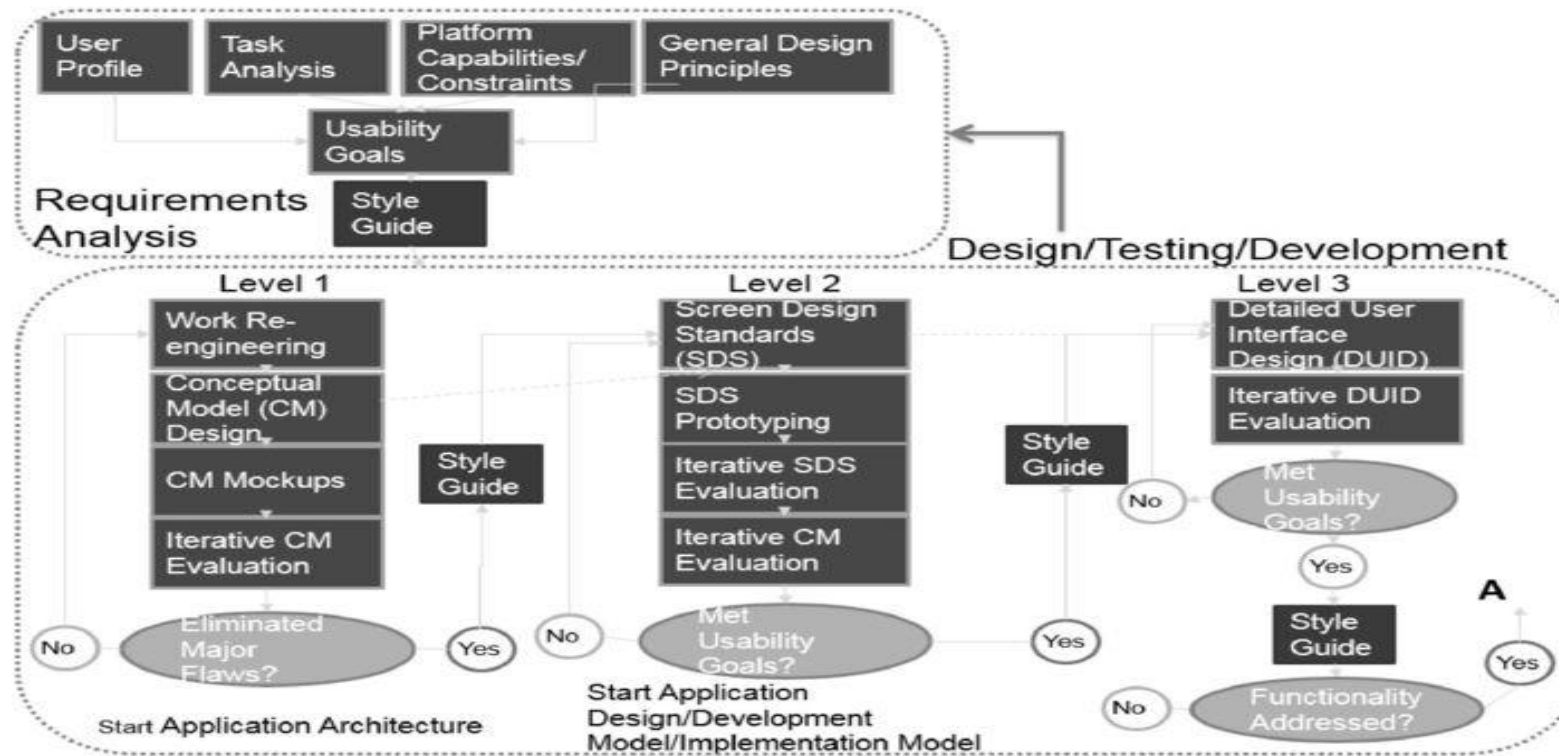 User
Profile
Task
Analysis
Platform
Capabilities/
Constraints
General Design
Principles
Usability
Goals
Requirements
Analysis
Style
Guide
Design/Testing/Development
Level 1
Work Re-
engineering
Conceptual
Model (CM)
Design
CM Mockups
Iterative CM
Evaluation
No
Eliminated
Major
Flaws?
Yes
Style
Guide
Start Application Architecture
Level 2
Screen Design
Standards
(SDS)
SDS
Prototyping
Iterative SDS
Evaluation
Iterative CM
Evaluation
No
Met
Usability
Goals?
Yes
Style
Guide
Start Application
Design/Development
Model/Implementation Model
Level 3
Detailed User
Interface
Design (DUID)
Iterative DUID
Evaluation
No
Met
Usability
Goals?
Yes
Style
Guide
No
Functionality
Addressed?
Yes
A